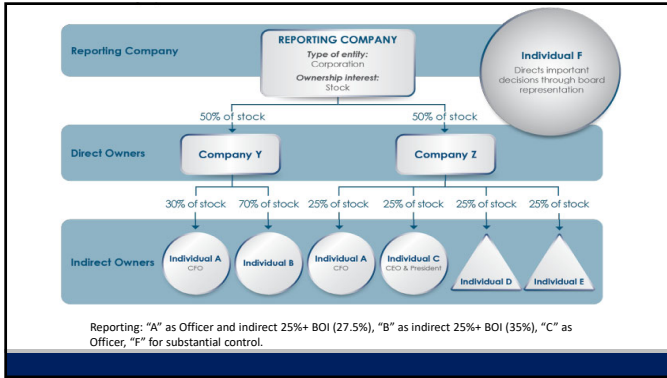 Reporting Company
REPORTING COMPANY
Type of entity:
Corporation
Ownership interest:
Stock
Individual F
Directs important
decisions through board
representation
50% of stock
50% of stock
Direct Owners
Company Y
Company Z
30% of stock
70% of stock
25% of stock
25% of stock
25% of stock
25% of stock
Indirect Owners
Individual A
CFO
Individual B
Individual A
CFO
Individual C
CEO & President
Individual D
Individual E
Reporting: “A” as Officer and indirect 25%+ BOI (27.5%), “B” as indirect 25%+ BOI (35%), “C” as
Officer, “F” for substantial control.